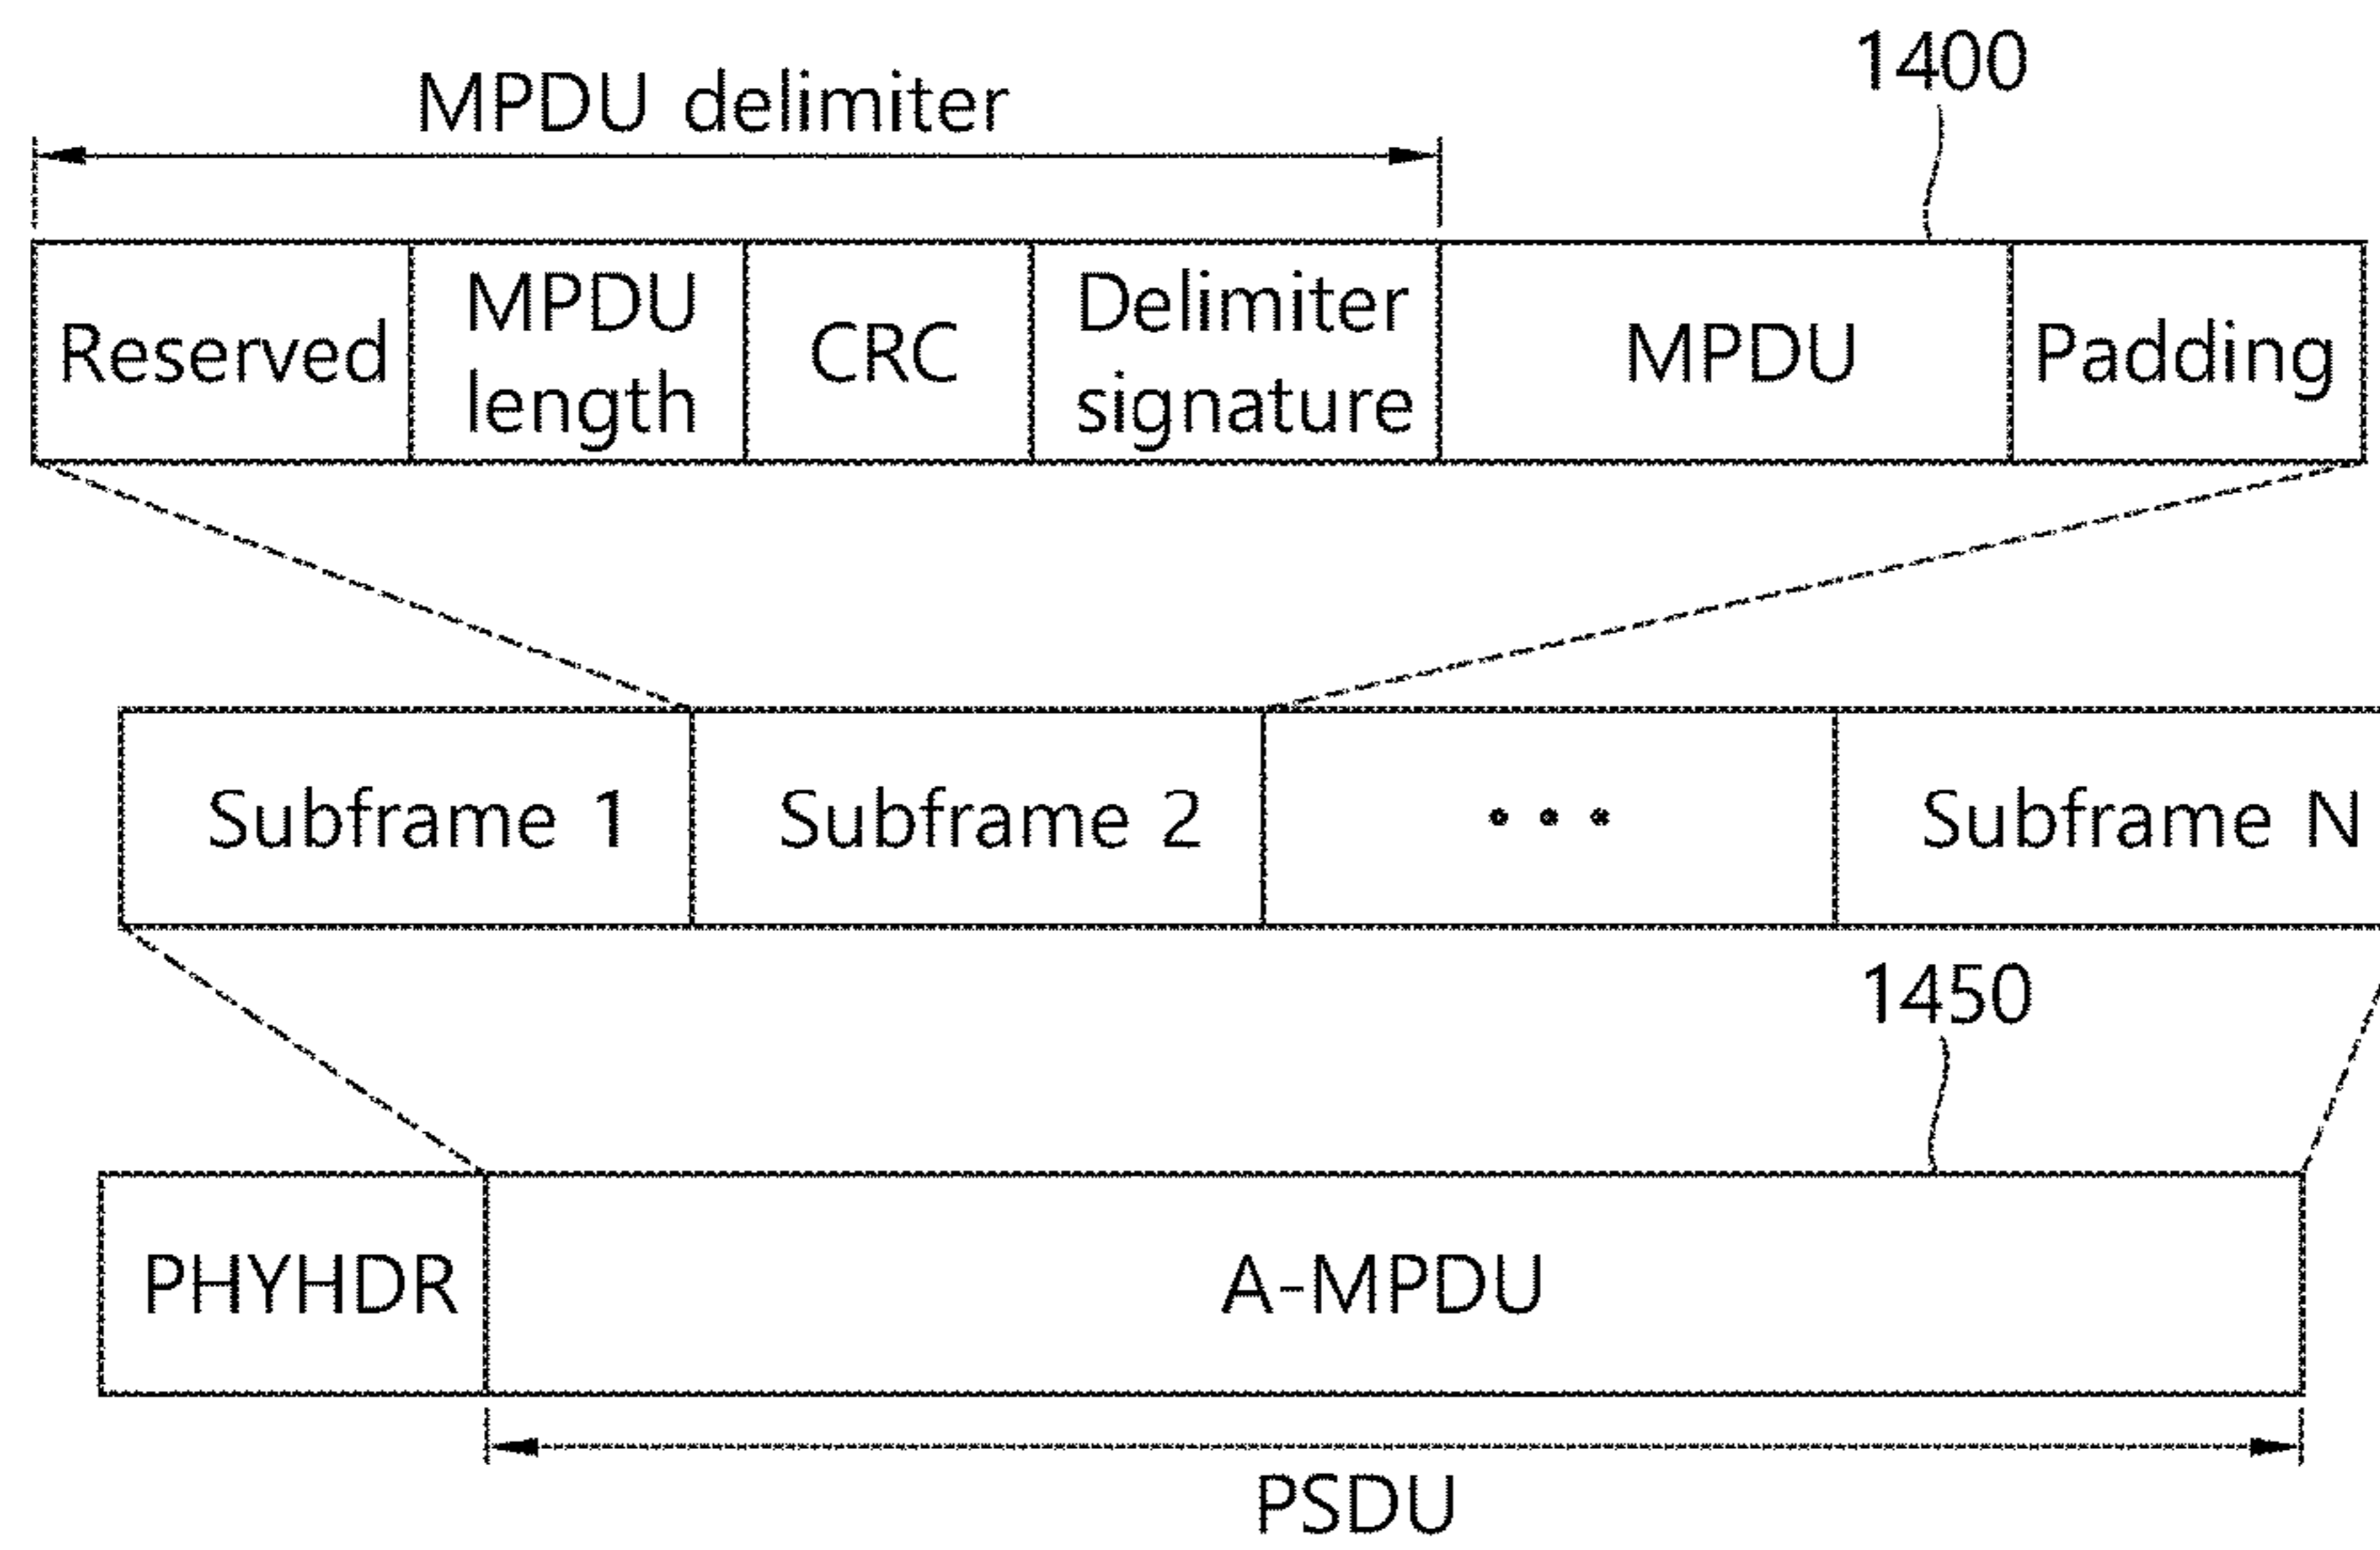 1400
MPDU delimiter
Reserved
MPDU
length
CRC
Delimiter
signature
MPDU
Padding
Subframe 1
Subframe 2
• • •
Subframe N
1450
PHYHDR
A-MPDU
PSDU